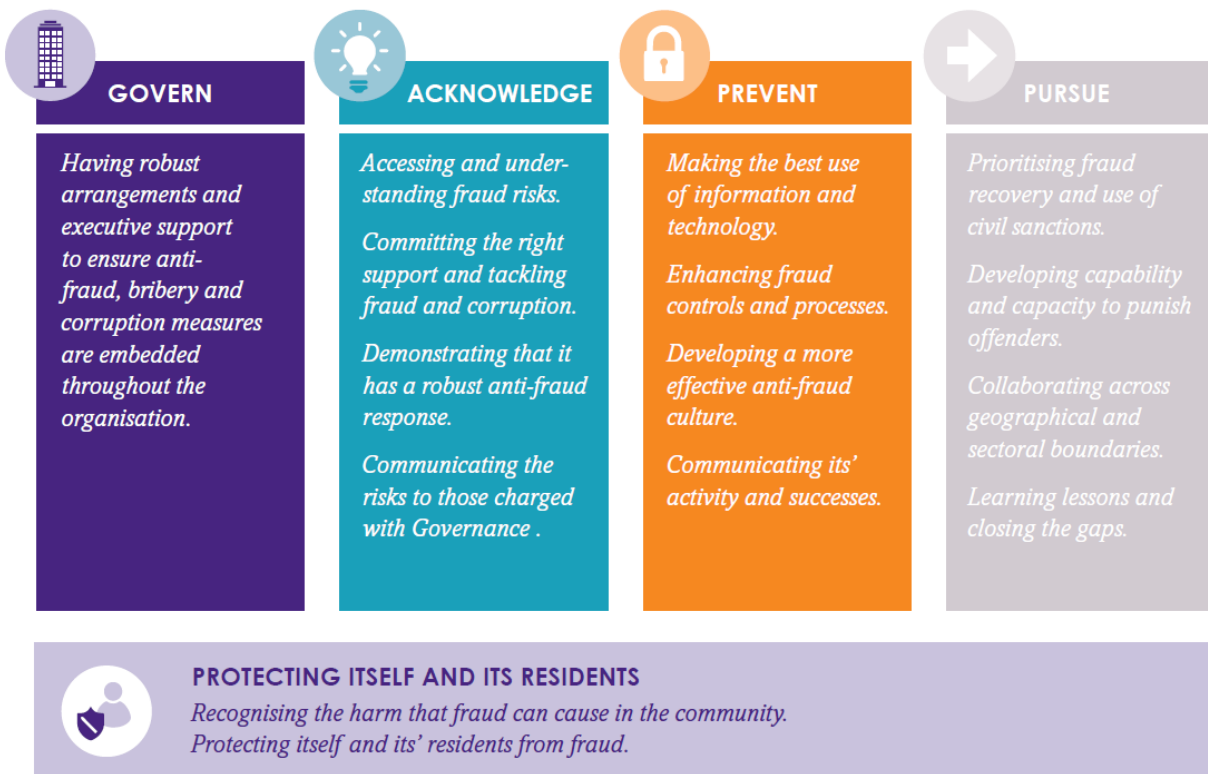 GOVERN
Having robust
arrangements and
executive support
to ensure anti-
fraud, bribery and
corruption measures
are embedded
throughout the
organisation.
ACKNOWLEDGE
Accessing and under-
standing fraud risks.
Committing the right
support and tackling
fraud and corruption.
Demonstrating that it
has a robust anti-fraud
response.
Communicating the
risks to those charged
with Governance .
PREVENT
Making the best use
of information and
technology.
Enhancing fraud
controls and processes.
Developing a more
effective anti-fraud
culture.
Communicating its’
activity and successes.
PURSUE
Prioritising fraud
recovery and use of
civil sanctions.
Developing capability
and capacity to punish
offenders.
Collaborating across
geographical and
sectoral boundaries.
Learning lessons and
closing the gaps.
PROTECTING ITSELF AND ITS RESIDENTS
Recognising the harm that fraud can cause in the community.
Protecting itself and its’ residents from fraud.